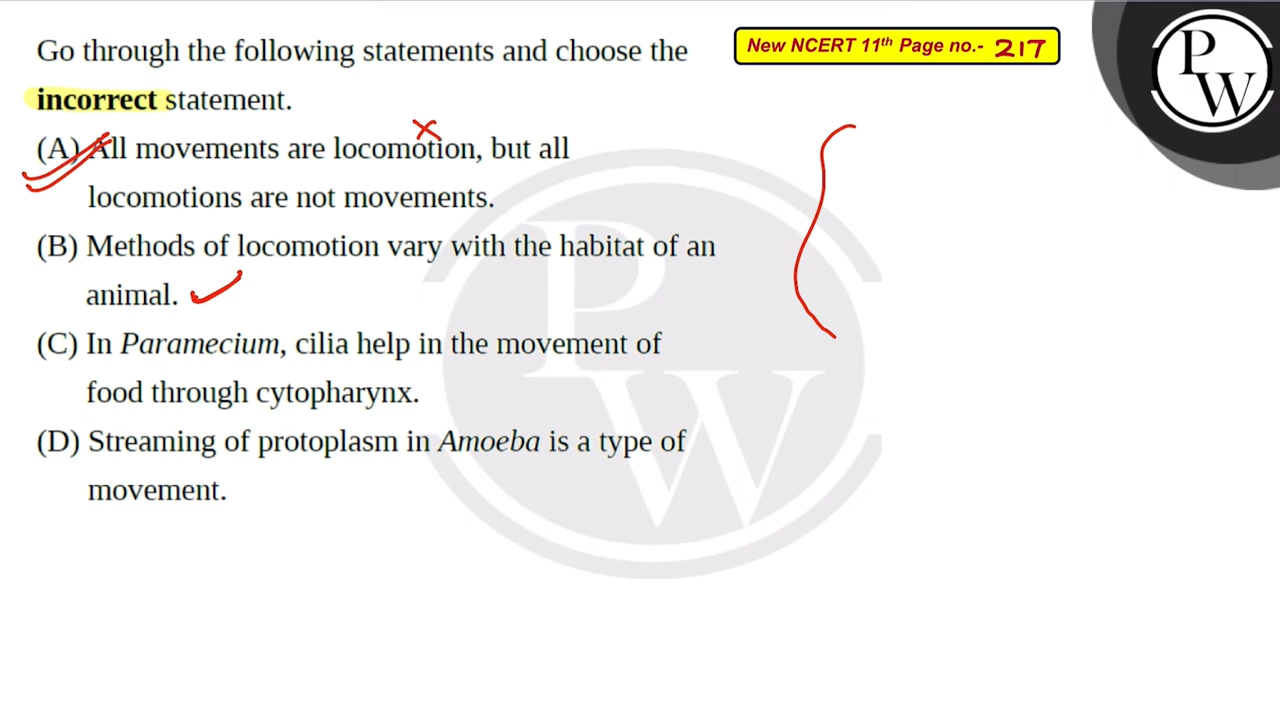 Go through the following statements and choose the
incorrect statement.
(A) All movements are locomotion, but all
locomotions are not movements.
(B) Methods of locomotion vary with the habitat of an
animal.
(C) In Paramecium, cilia help in the movement of
food through cytopharynx.
(D) Streaming of protoplasm in Amoeba is a type of
movement.
New NCERT 11th Page no.- 217
P
W
P
W